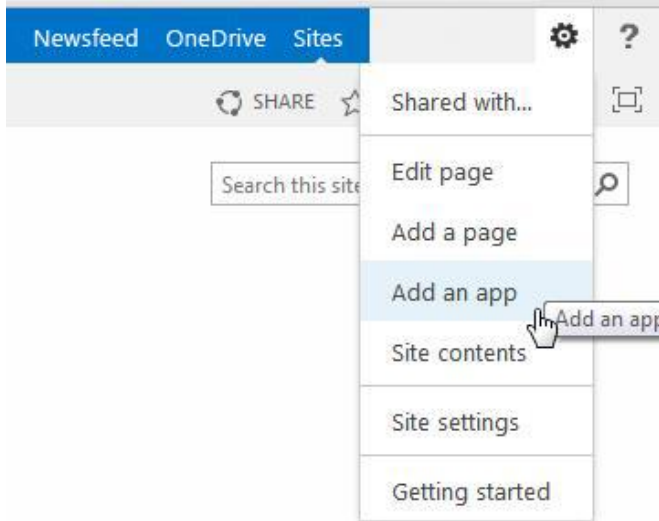 Newsfeed OneDrive Sites ?
SHARE
Shared with...
Search this site
Edit page
Add a page
Add an app
Add an app
Site contents
Site settings
Getting started